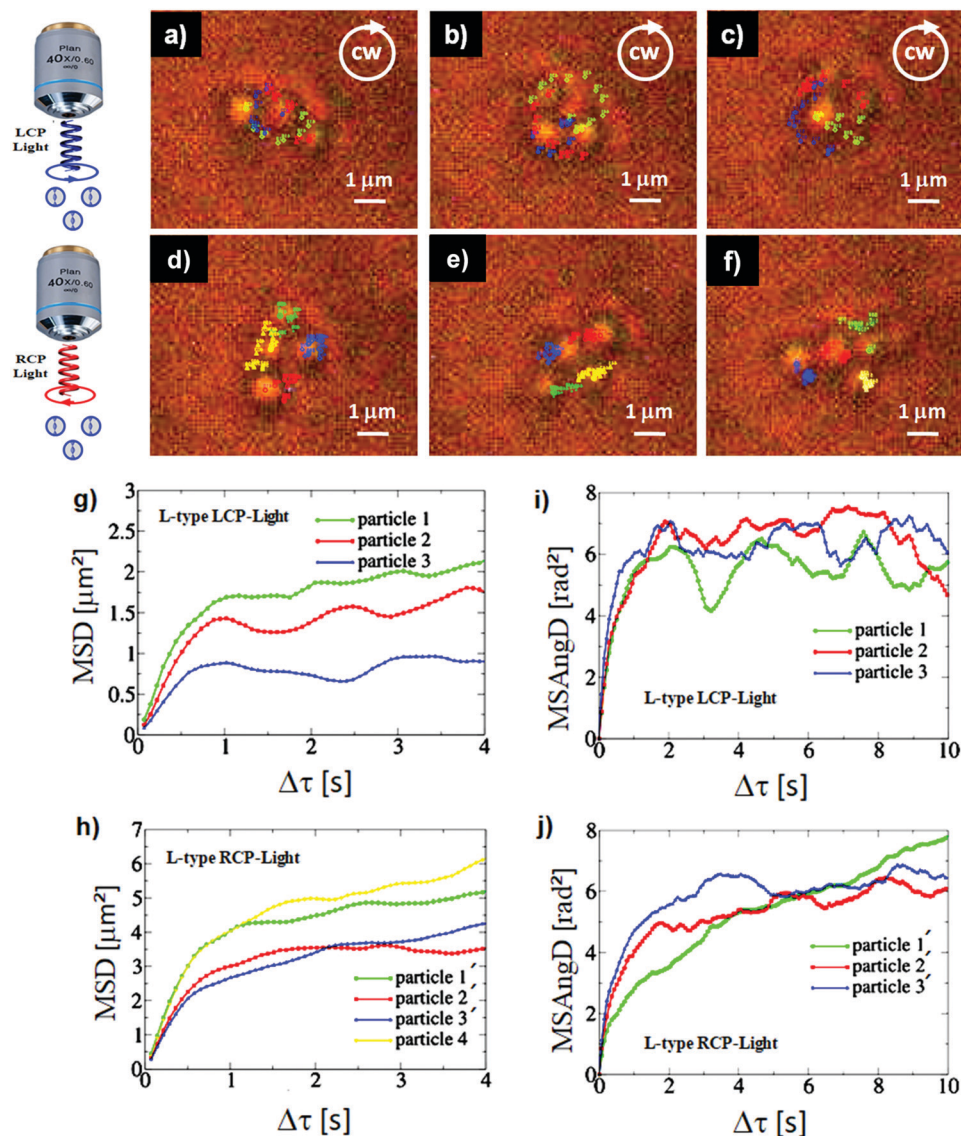 Plan
40X/0.60
∞/0
LCP
Light
a)
cw
1 µm
b)
cw
1 µm
c)
cw
1 µm
Plan
40X/0.60
∞/0
RCP
Light
d)
1 µm
e)
1 µm
f)
1 µm
g)
L-type LCP-Light
particle 1
particle 2
particle 3
MSD [µm²]
3
2.5
2
1.5
1
0.5
0
0 1 2 3 4
Δτ [s]
i)
particle 1
particle 2
particle 3
L-type LCP-Light
MSAngD [rad²]
8
6
4
2
0
0 2 4 6 8 10
Δτ [s]
h)
L-type RCP-Light
particle 1´
particle 2´
particle 3´
particle 4
MSD [µm²]
7
6
5
4
3
2
1
0
0 1 2 3 4
Δτ [s]
j)
particle 1´
particle 2´
particle 3´
L-type RCP-Light
MSAngD [rad²]
8
6
4
2
0
0 2 4 6 8 10
Δτ [s]